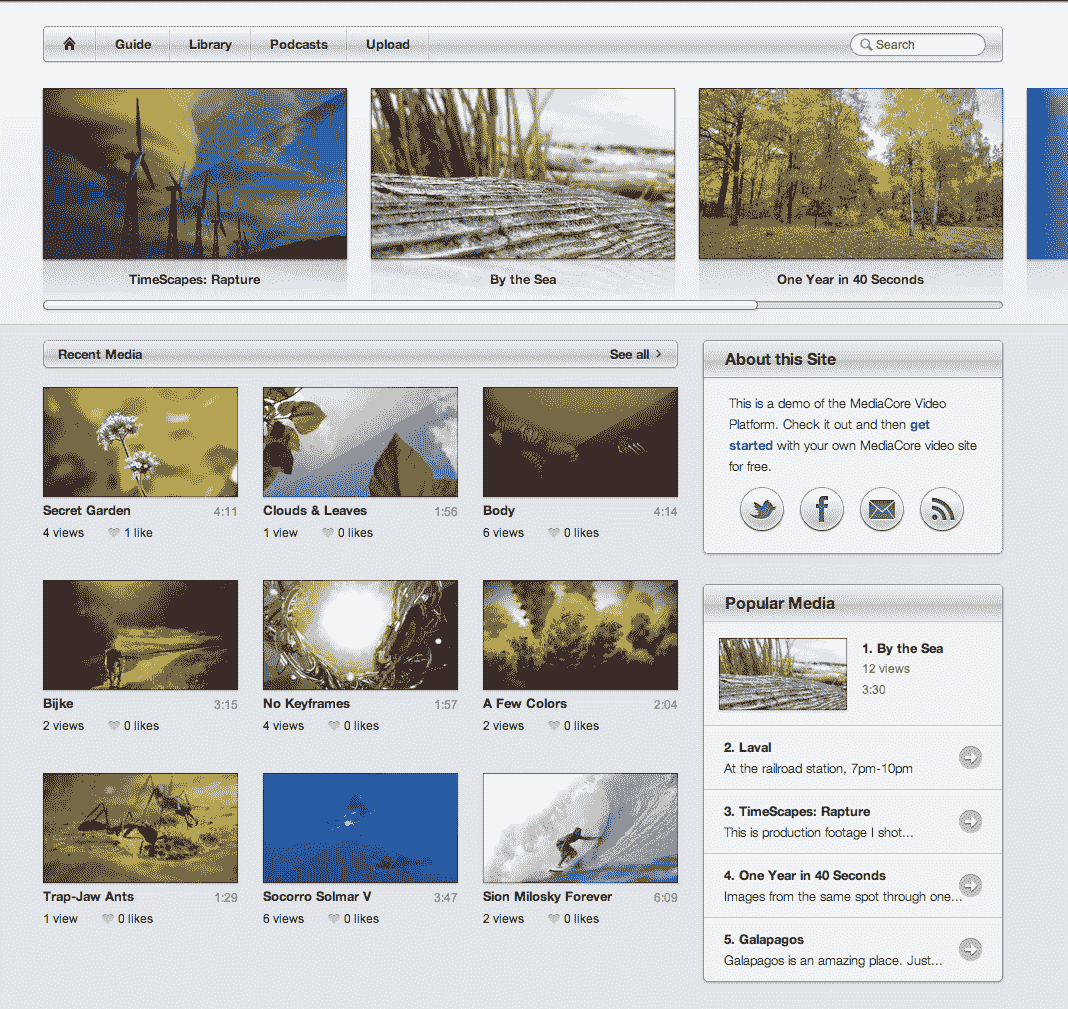 Guide Library Podcasts Upload Search
TimeScapes: Rapture
By the Sea
One Year in 40 Seconds
Recent Media See all
Secret Garden 4:11
4 views 1 like
Clouds & Leaves 1:56
1 view 0 likes
Body 4:14
6 views 0 likes
Bijke 3:15
2 views 0 likes
No Keyframes 1:57
4 views 0 likes
A Few Colors 2:04
2 views 0 likes
Trap-Jaw Ants 1:29
1 view 0 likes
Socorro Solmar V 3:47
6 views 0 likes
Sion Milosky Forever 6:09
2 views 0 likes
About this Site
This is a demo of the MediaCore Video
Platform. Check it out and then get
started with your own MediaCore video site
for free.
Popular Media
1. By the Sea
12 views
3:30
2. Laval
At the railroad station, 7pm-10pm
3. TimeScapes: Rapture
This is production footage I shot...
4. One Year in 40 Seconds
Images from the same spot through one...
5. Galapagos
Galapagos is an amazing place. Just...